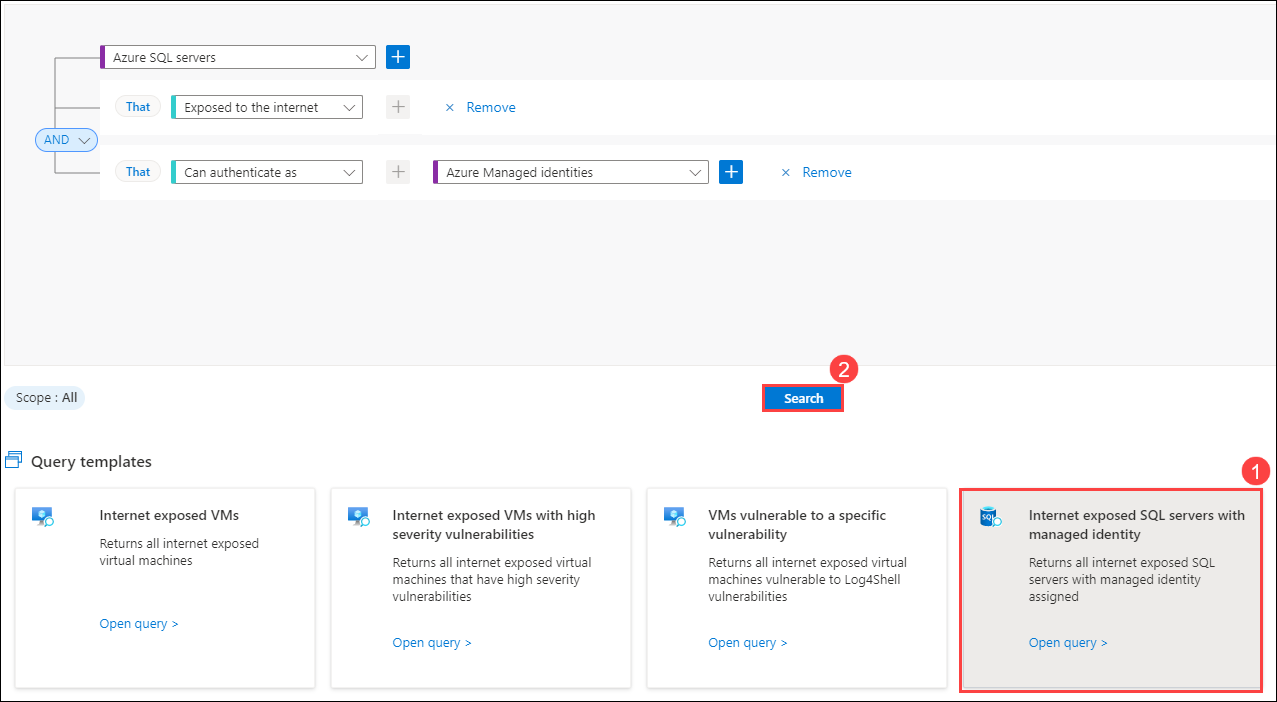 Azure SQL servers
That Exposed to the internet Remove
AND
That Can authenticate as Azure Managed identities Remove
2
Scope : All
Search
Query templates
1
Internet exposed VMs
Returns all internet exposed
virtual machines
Open query >
Internet exposed VMs with high
severity vulnerabilities
Returns all internet exposed virtual
machines that have high severity
vulnerabilities
Open query >
VMs vulnerable to a specific
vulnerability
Returns all internet exposed virtual
machines vulnerable to Log4Shell
vulnerabilities
Open query >
SQL
Internet exposed SQL servers with
managed identity
Returns all internet exposed SQL
servers with managed identity
assigned
Open query >